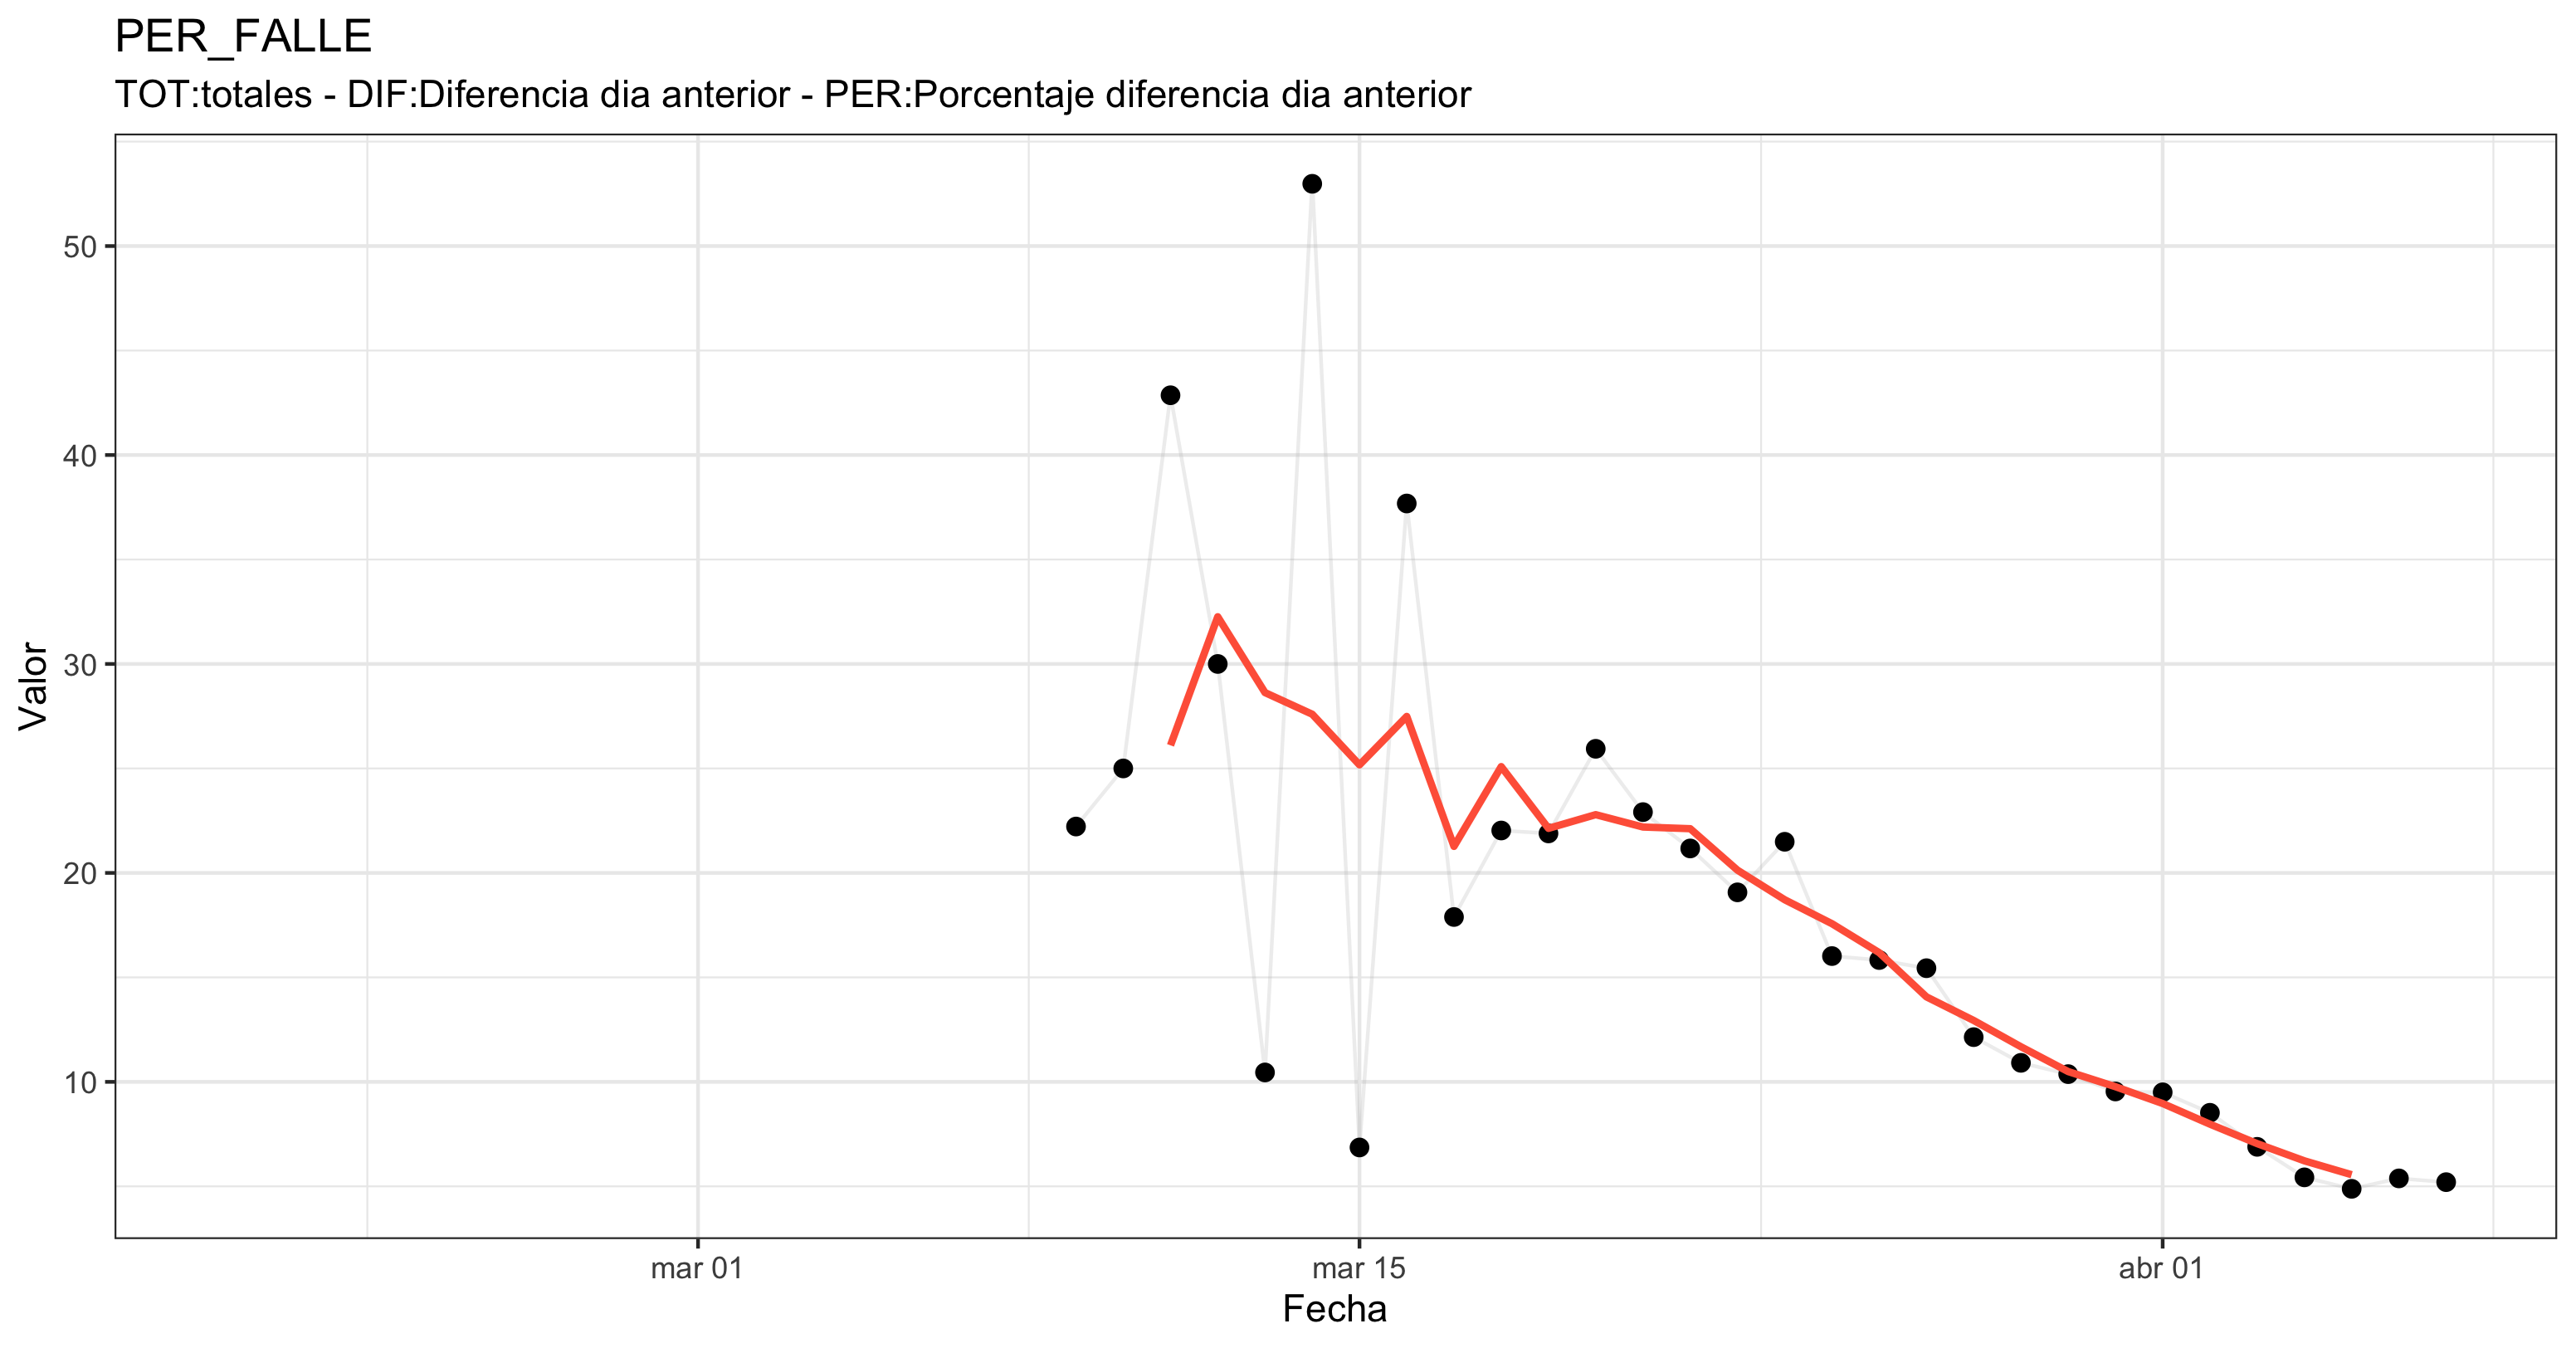 PER_FALLE
TOT:totales - DIF:Diferencia dia anterior - PER:Porcentaje diferencia dia anterior
Valor
50
40
30
20
10
mar 01
mar 15
abr 01
Fecha